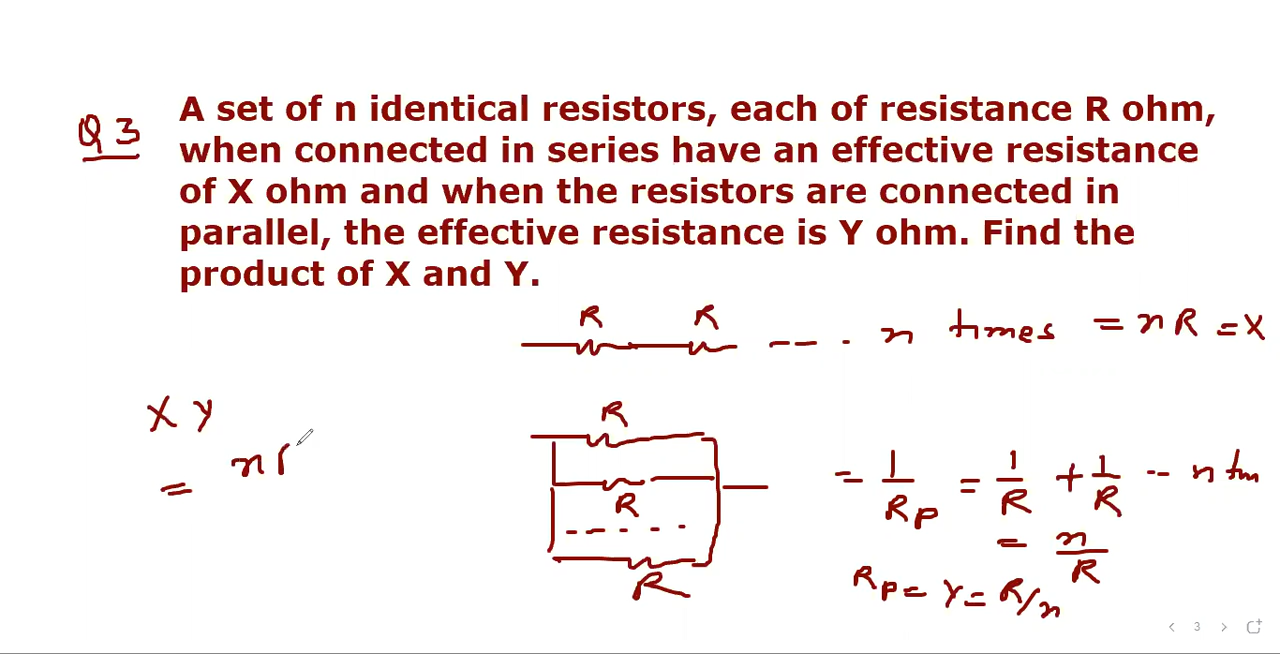 Q 3
A set of n identical resistors, each of resistance R ohm,
when connected in series have an effective resistance
of X ohm and when the resistors are connected in
parallel, the effective resistance is Y ohm. Find the
product of X and Y.
R R
---. n times = nR = X
X Y
= n
R
R
R
= 1/Rp = 1/R + 1/R -- n tm
= n/R
Rp = Y = R/n
< 3 >